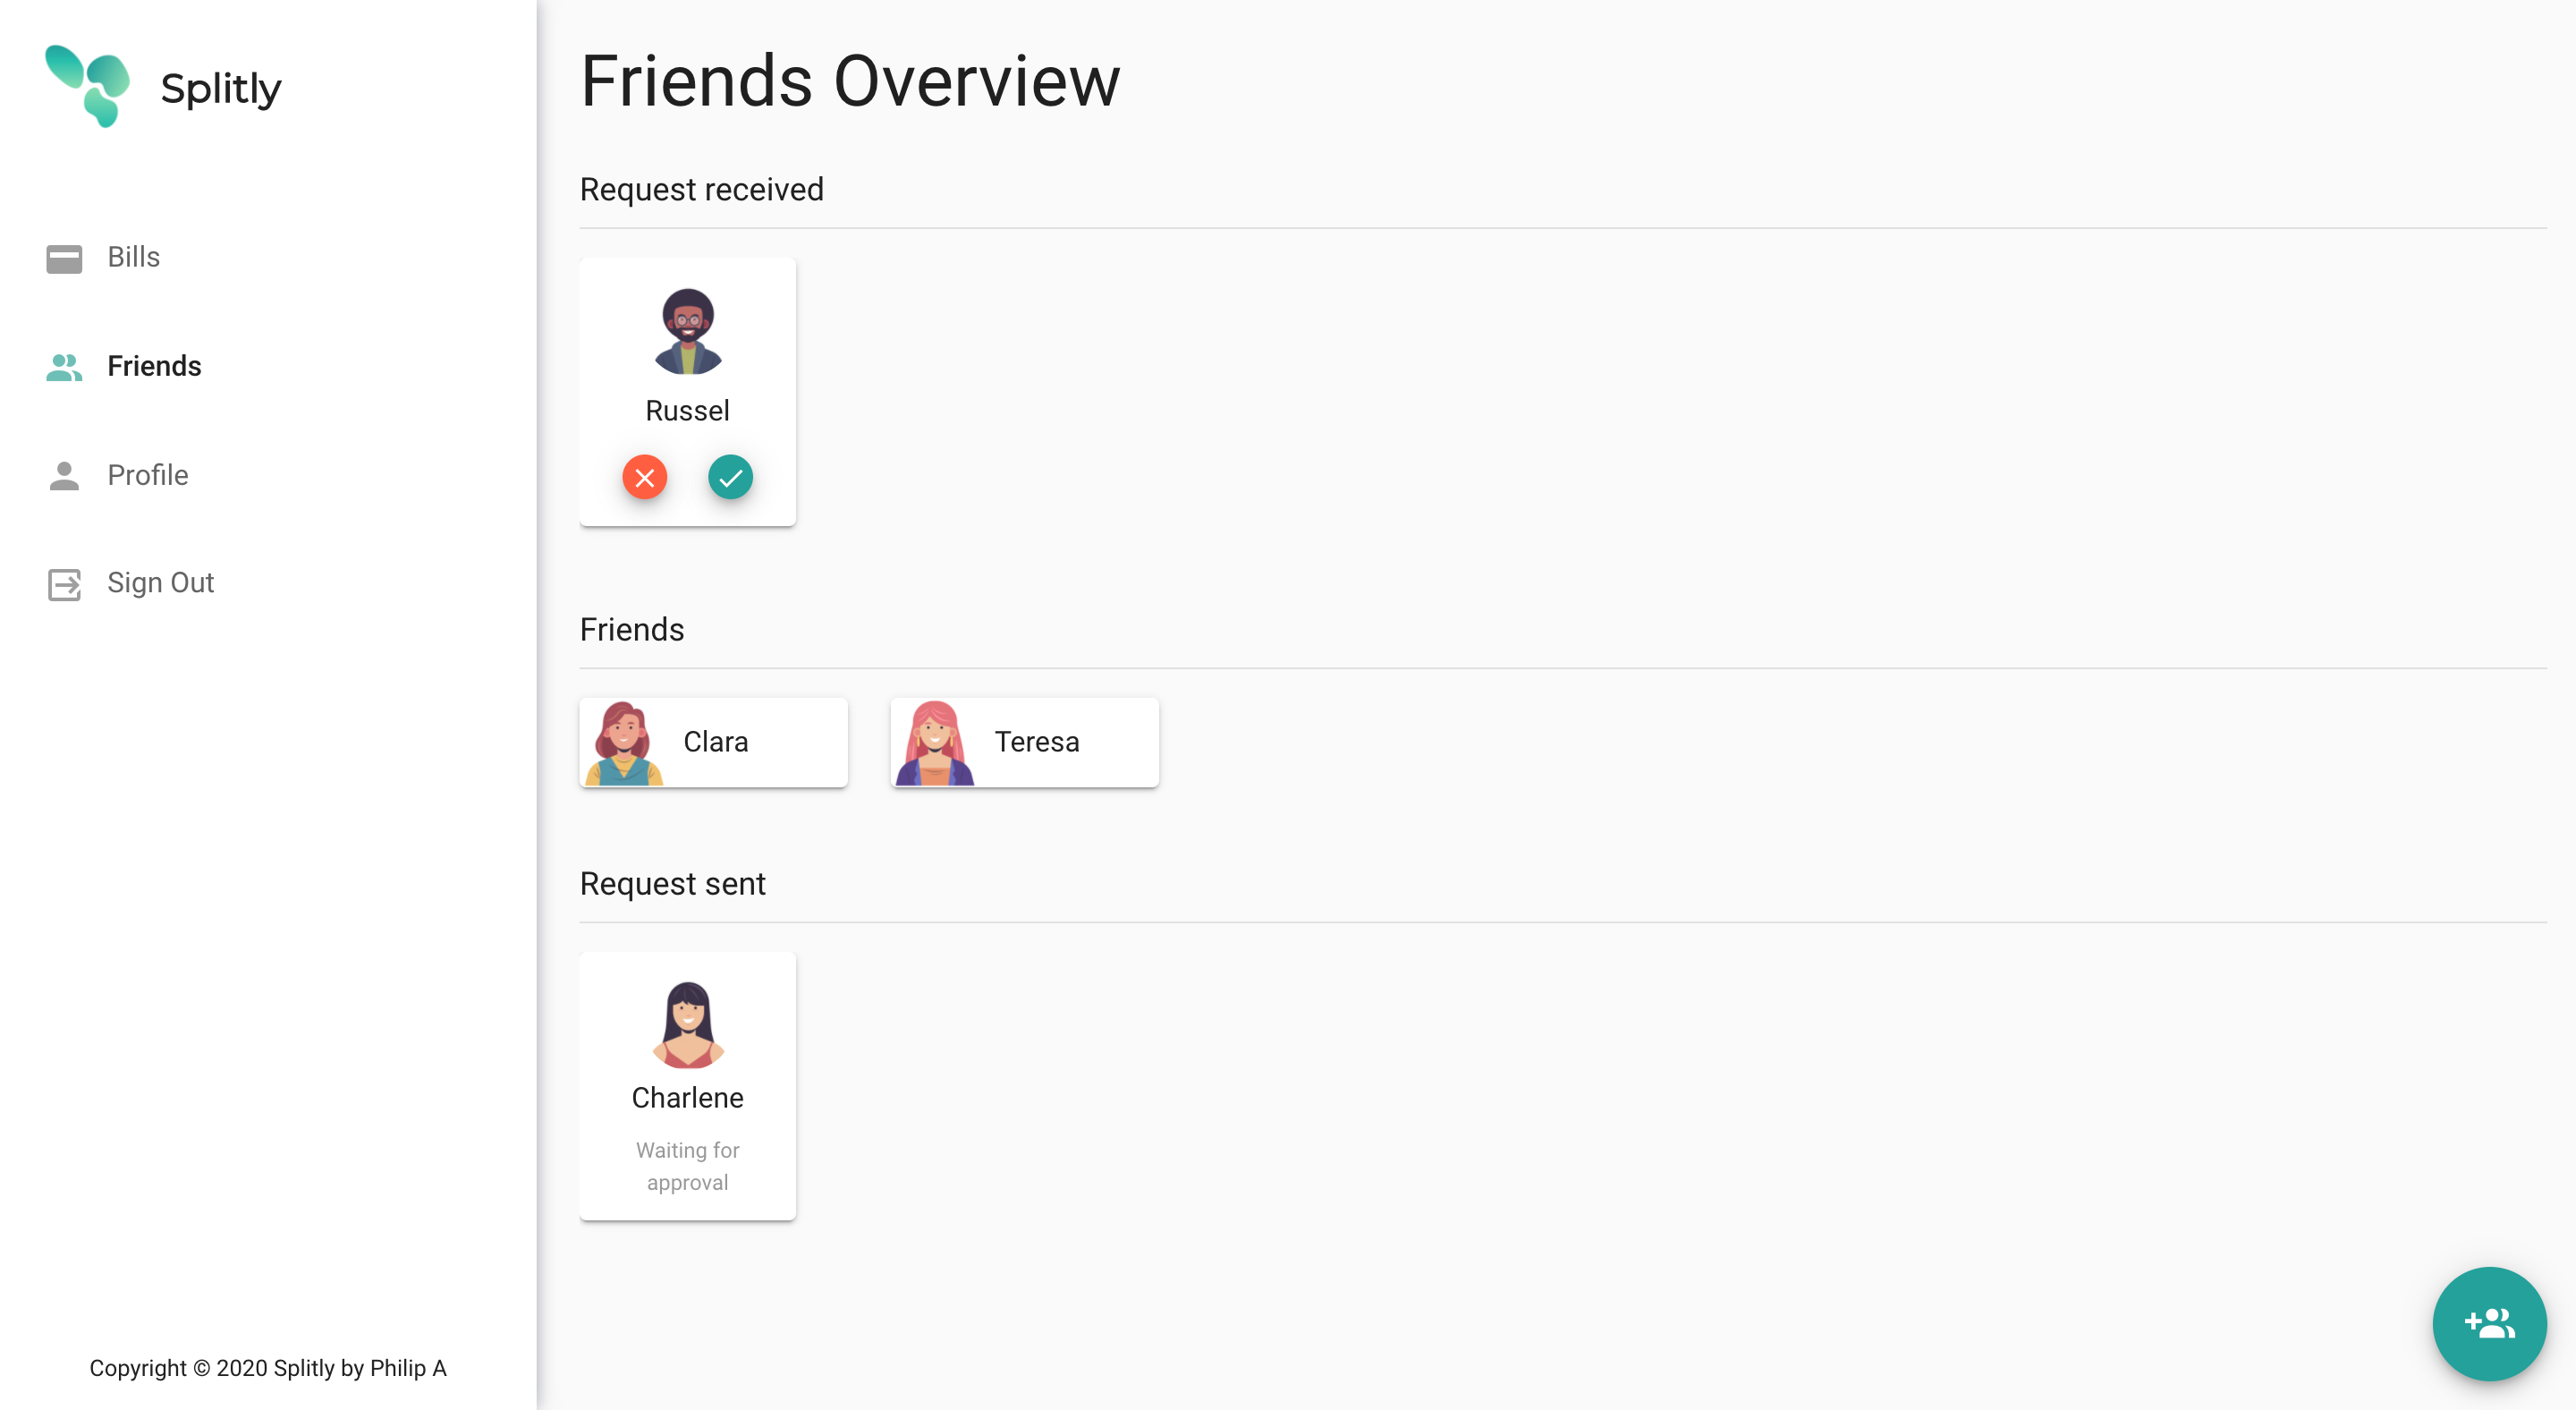 Splitly
Bills
Friends
Profile
Sign Out
Copyright © 2020 Splitly by Philip A
Friends Overview
Request received
Russel
Friends
Clara
Teresa
Request sent
Charlene
Waiting for
approval